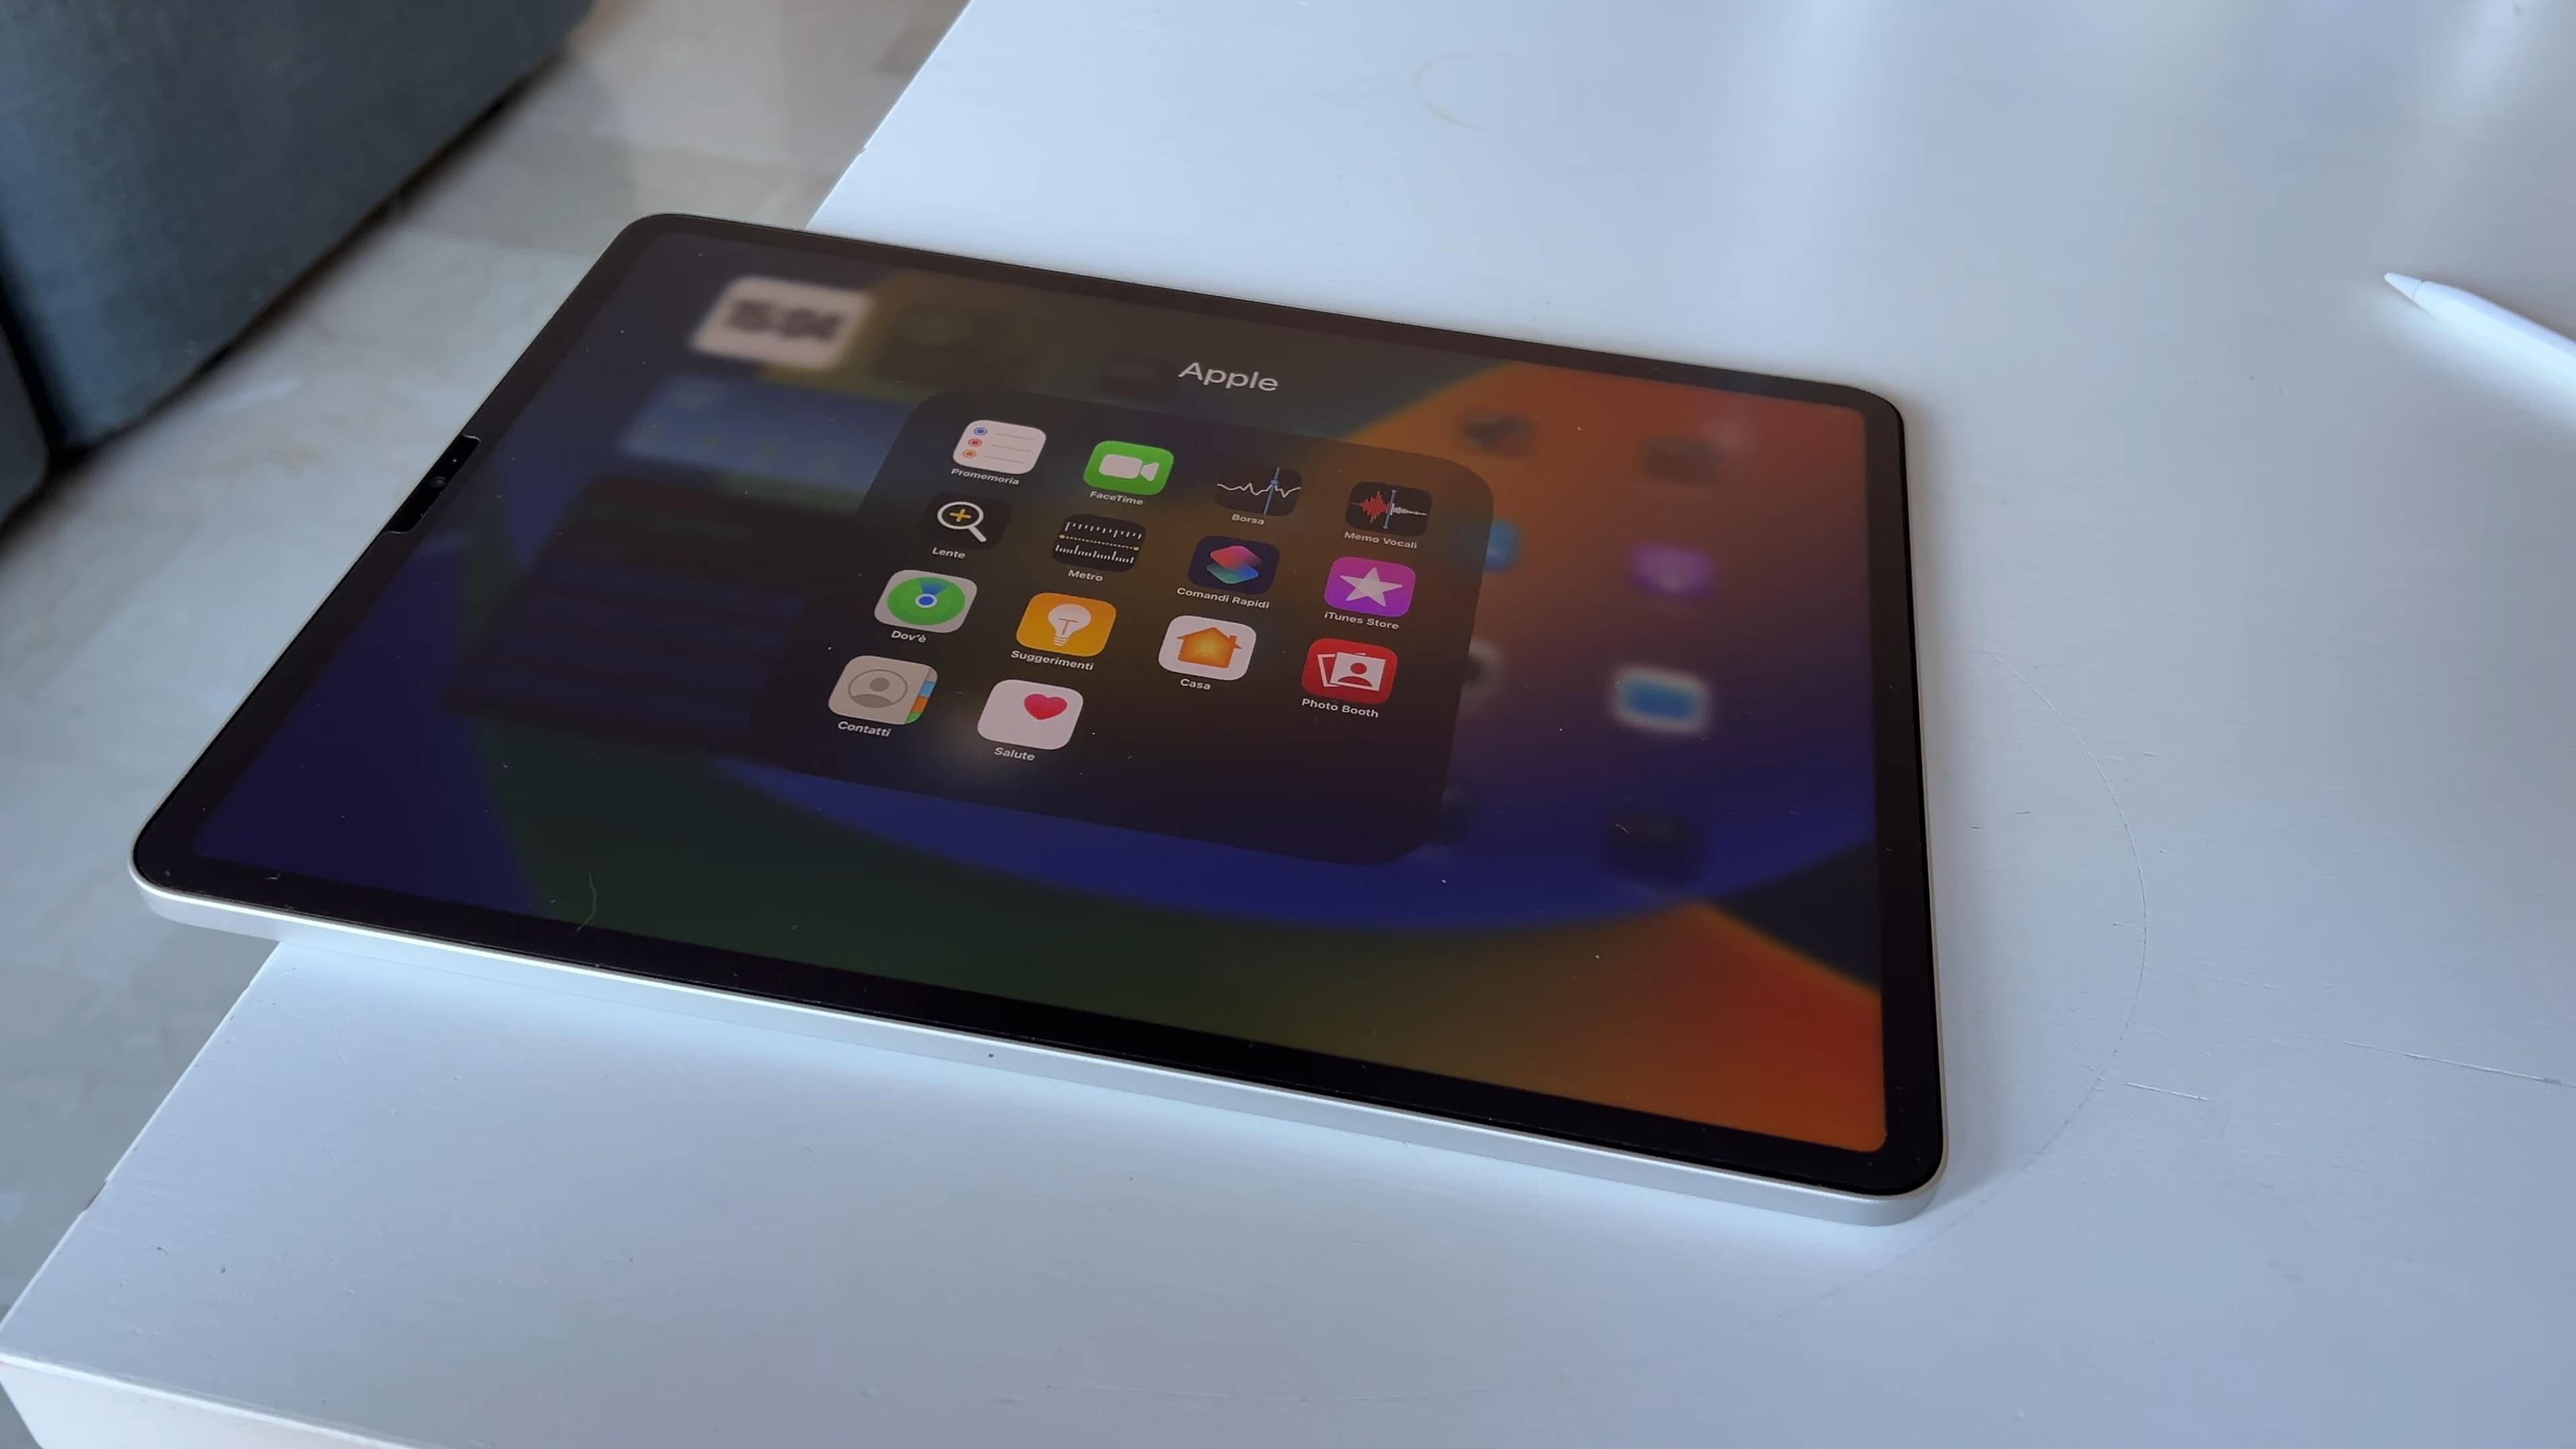 Apple
Promemoria
FaceTime
Borsa
Memo Vocali
Lente
Metro
Comandi Rapidi
iTunes Store
Dov'è
Suggerimenti
Casa
Photo Booth
Contatti
Salute